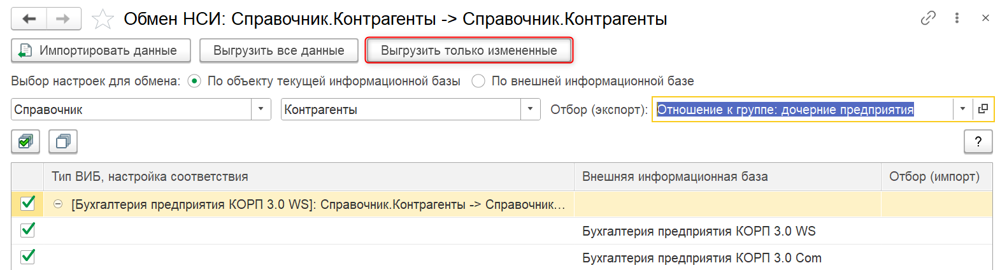 Обмен НСИ: Справочник.Контрагенты -> Справочник.Контрагенты
Импортировать данные Выгрузить все данные Выгрузить только измененные
Выбор настроек для обмена: По объекту текущей информационной базы По внешней информационной базе
Справочник Контрагенты Отбор (экспорт): Отношение к группе: дочерние предприятия
?
Тип ВИБ, настройка соответствия Внешняя информационная база Отбор (импорт)
[Бухгалтерия предприятия КОРП 3.0 WS]: Справочник.Контрагенты -> Справочник...
Бухгалтерия предприятия КОРП 3.0 WS
Бухгалтерия предприятия КОРП 3.0 Com